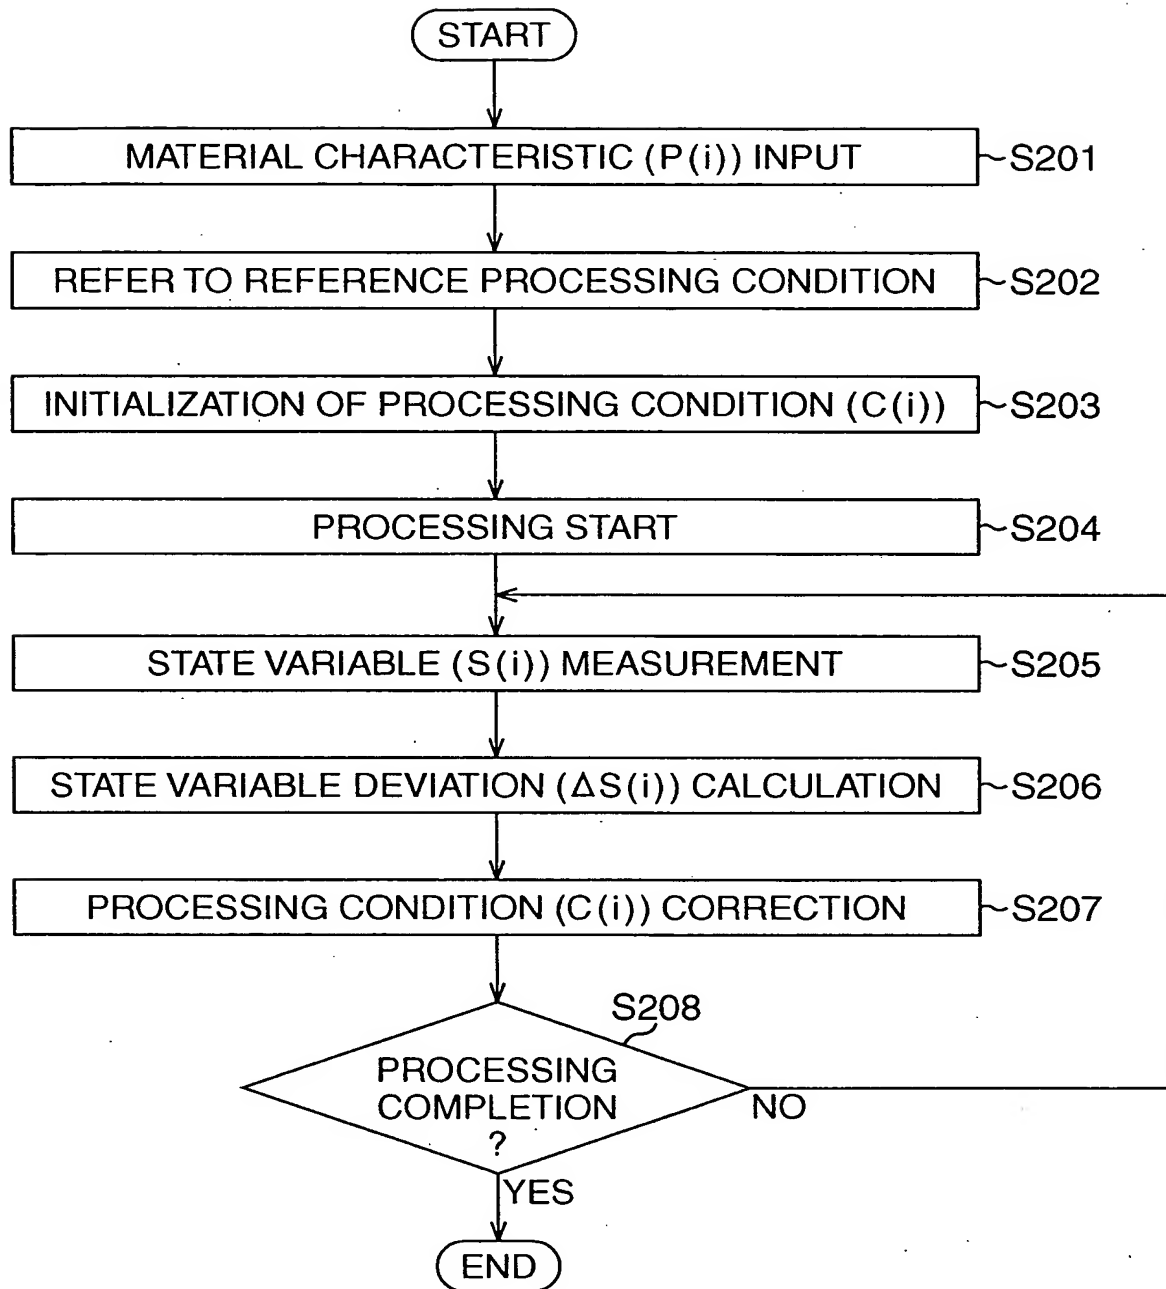 START
MATERIAL CHARACTERISTIC (P(i)) INPUT
S201
REFER TO REFERENCE PROCESSING CONDITION
S202
INITIALIZATION OF PROCESSING CONDITION (C(i))
S203
PROCESSING START
S204
STATE VARIABLE (S(i)) MEASUREMENT
S205
STATE VARIABLE DEVIATION (ΔS(i)) CALCULATION
S206
PROCESSING CONDITION (C(i)) CORRECTION
S207
S208
PROCESSING
COMPLETION
?
NO
YES
END